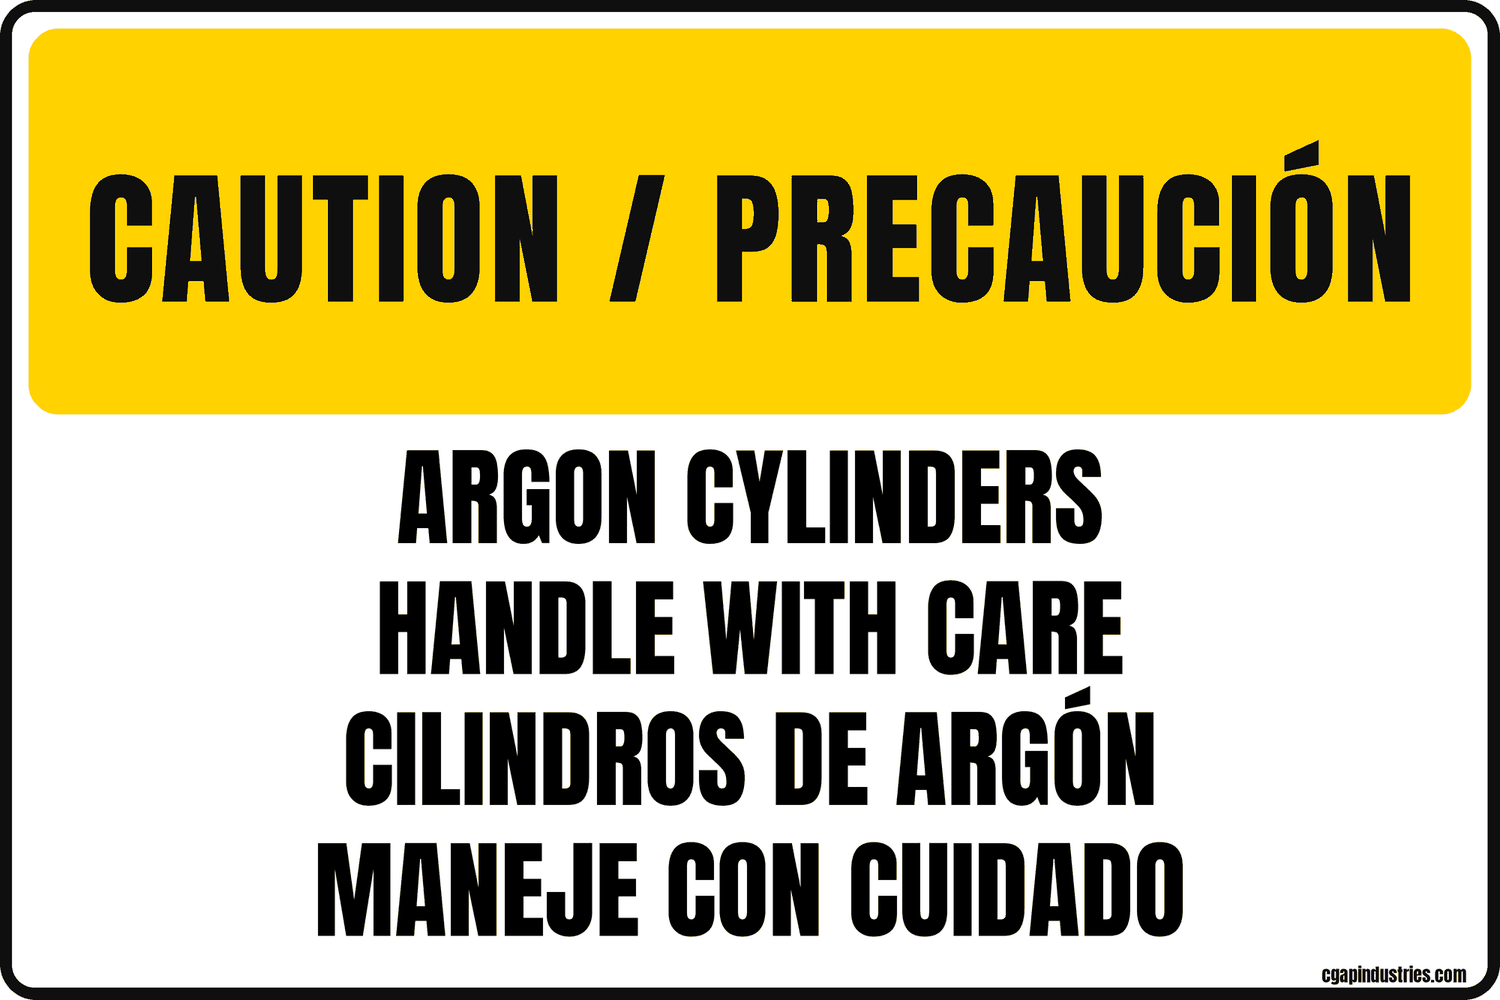 CAUTION / PRECAUCIÓN
ARGON CYLINDERS
HANDLE WITH CARE
CILINDROS DE ARGÓN
MANEJE CON CUIDADO
cgapindustries.com